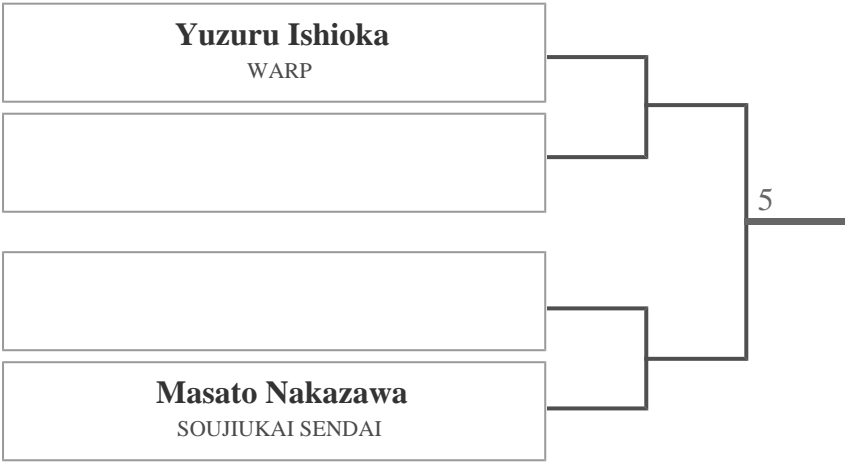 Yuzuru Ishioka
WARP
5
Masato Nakazawa
SOUJIUKAI SENDAI